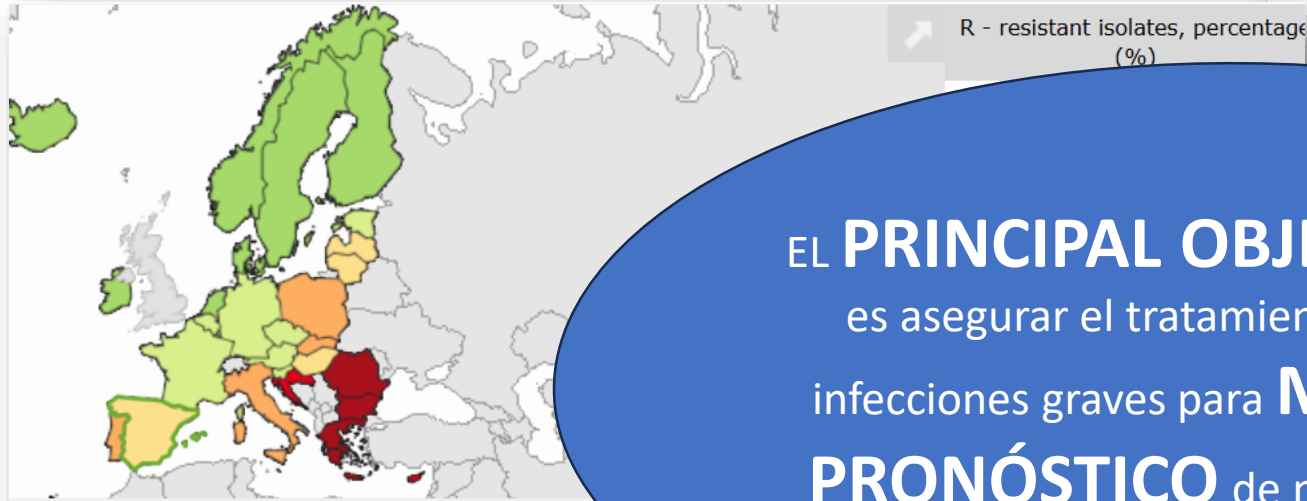 R - resistant isolates, percentage
(%)
EL PRINCIPAL
es asegurar el
infecciones graves para
PRONÓSTICO de